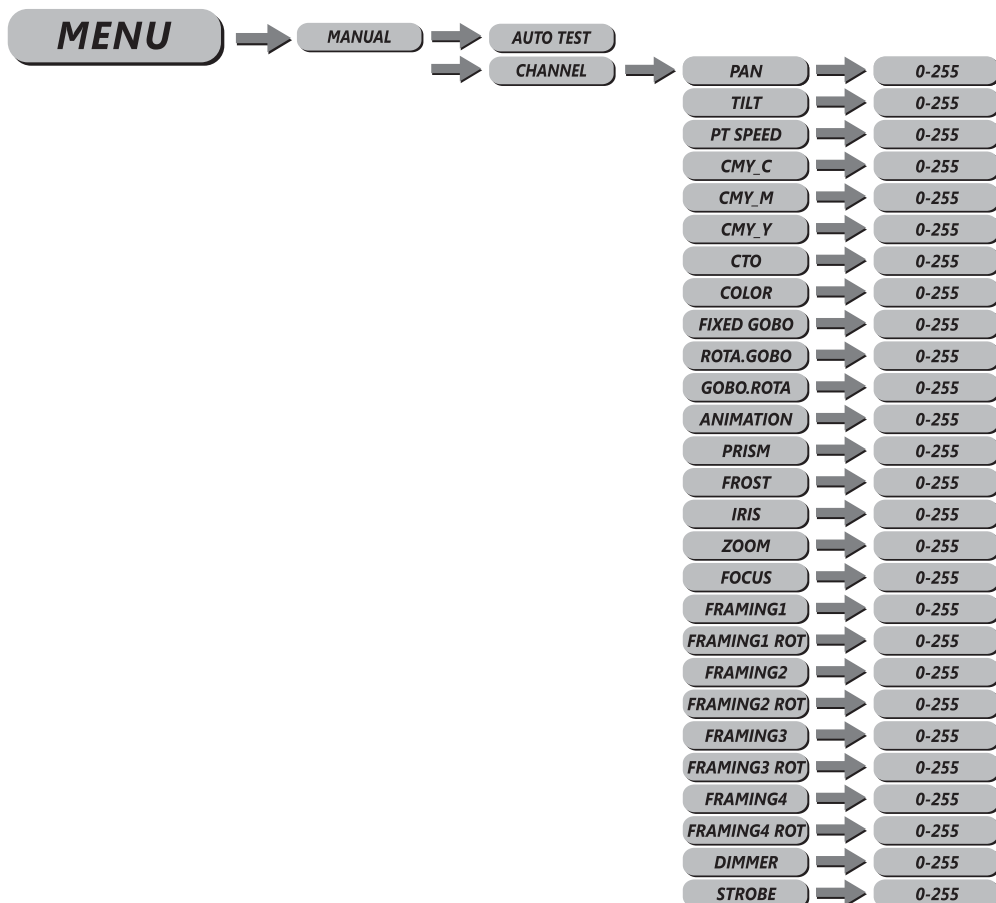 MENU MANUAL AUTO TEST
CHANNEL PAN 0-255
TILT 0-255
PT SPEED 0-255
CMY_C 0-255
CMY_M 0-255
CMY_Y 0-255
CTO 0-255
COLOR 0-255
FIXED GOBO 0-255
ROTA.GOBO 0-255
GOBO.ROTA 0-255
ANIMATION 0-255
PRISM 0-255
FROST 0-255
IRIS 0-255
ZOOM 0-255
FOCUS 0-255
FRAMING1 0-255
FRAMING1 ROT 0-255
FRAMING2 0-255
FRAMING2 ROT 0-255
FRAMING3 0-255
FRAMING3 ROT 0-255
FRAMING4 0-255
FRAMING4 ROT 0-255
DIMMER 0-255
STROBE 0-255